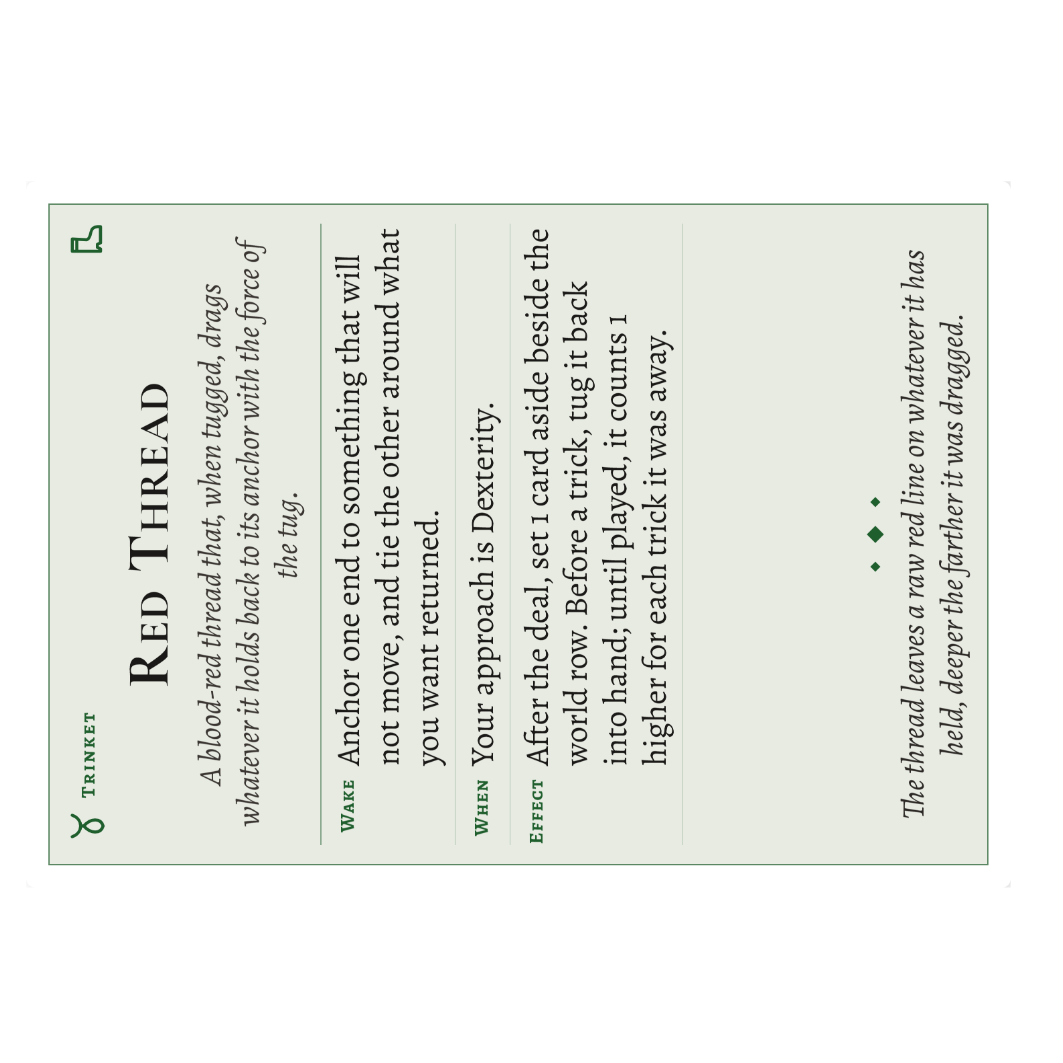 Trinket
Red Thread
A blood-red thread that, when tugged, drags
whatever it holds back to its anchor with the force of
the tug.
Wake Anchor one end to something that will
not move, and tie the other around what
you want returned.
When Your approach is Dexterity.
Effect After the deal, set 1 card aside beside the
world row. Before a trick, tug it back
into hand; until played, it counts 1
higher for each trick it was away.
The thread leaves a raw red line on whatever it has
held, deeper the farther it was dragged.